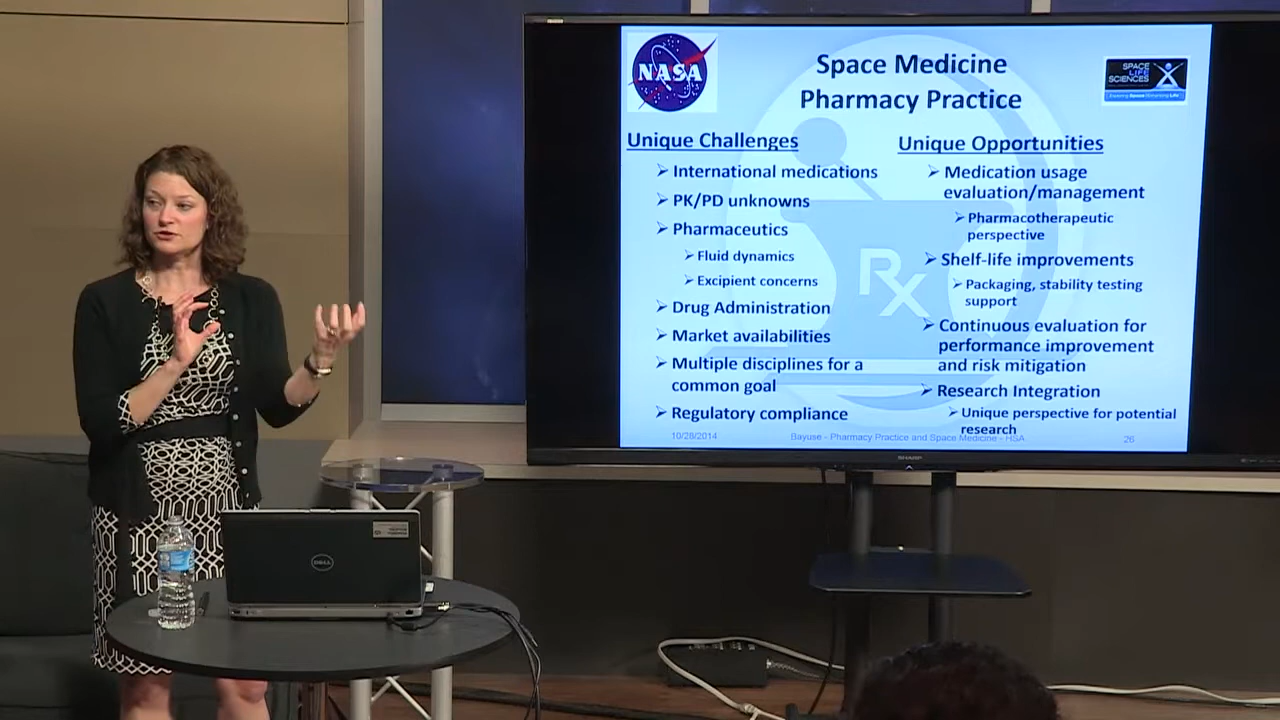 NASA
Space Medicine
Pharmacy Practice
SPACE
LIFE
SCIENCES
Unique Challenges
➢ International medications
➢ PK/PD unknowns
➢ Pharmaceutics
➢ Fluid dynamics
➢ Excipient concerns
➢ Drug Administration
➢ Market availabilities
➢ Multiple disciplines for a
common goal
➢ Regulatory compliance
Unique Opportunities
➢ Medication usage
evaluation/management
➢ Pharmacotherapeutic
perspective
➢ Shelf-life improvements
➢ Packaging, stability testing
support
➢ Continuous evaluation for
performance improvement
and risk mitigation
➢ Research Integration
➢ Unique perspective for potential
research
Rx
10/28/2014
Bayuse - Pharmacy Practice and Space Medicine - HSA
26
SHARP
DELL